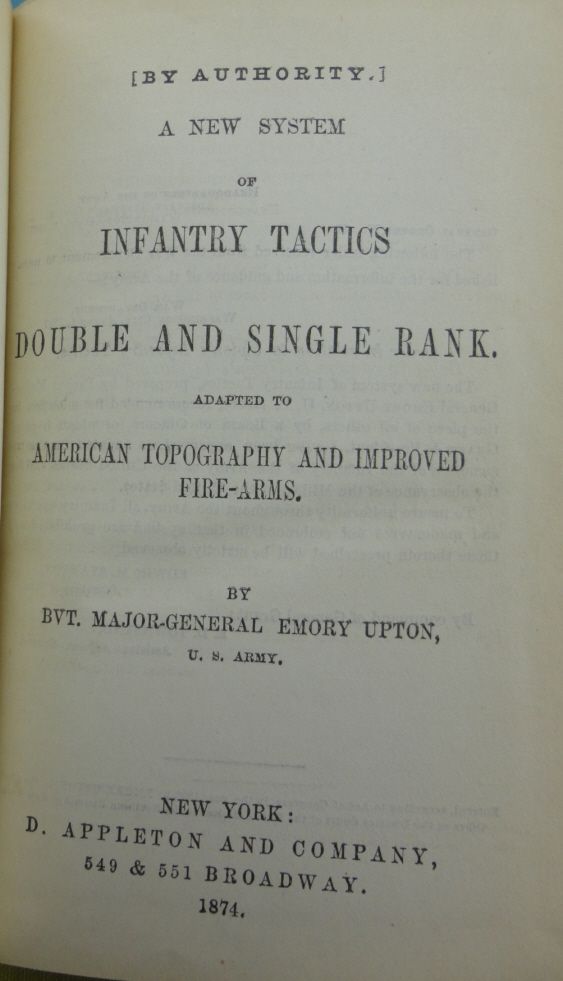 [BY AUTHORITY.]
A NEW SYSTEM
OF
INFANTRY TACTICS
DOUBLE AND SINGLE RANK.
ADAPTED TO
AMERICAN TOPOGRAPHY AND IMPROVED
FIRE-ARMS.
BY
BVT. MAJOR-GENERAL EMORY UPTON,
U. S. ARMY.
NEW YORK:
D. APPLETON AND COMPANY,
549 & 551 BROADWAY.
1874.